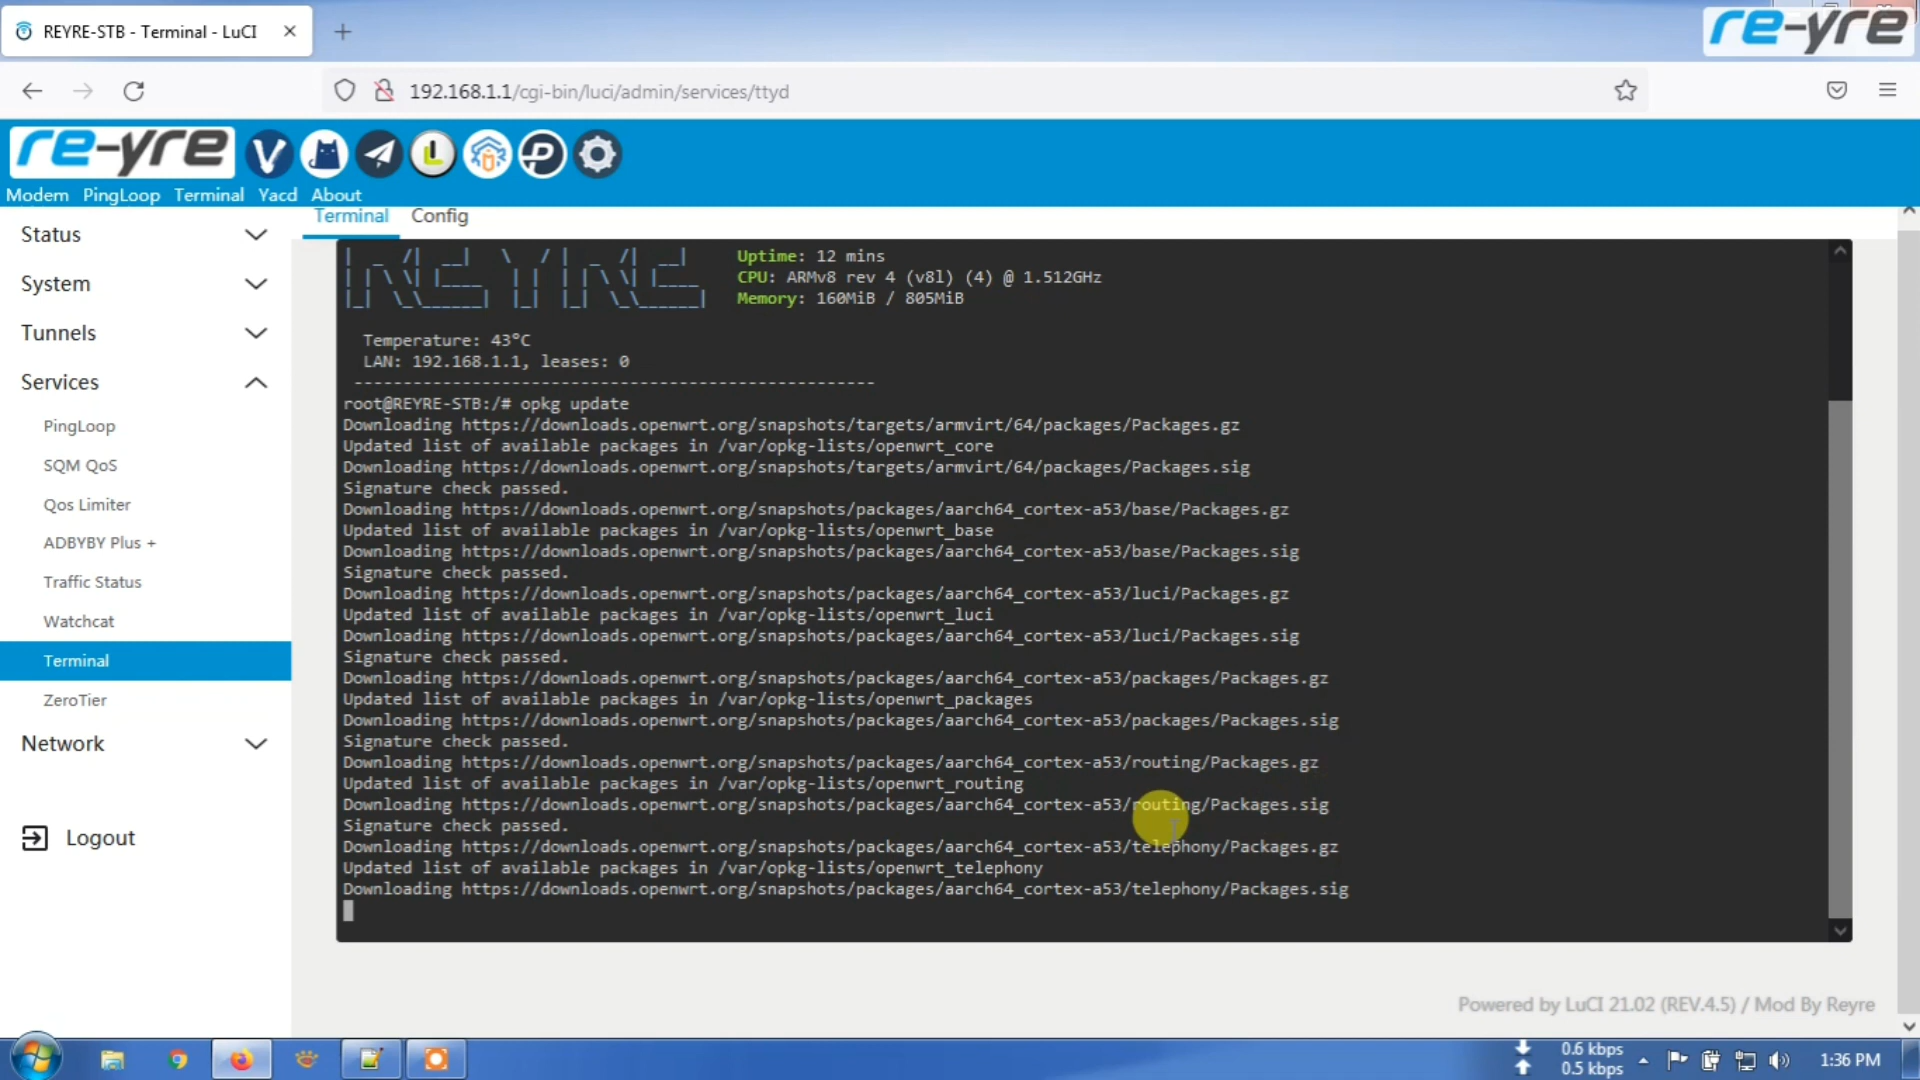 REYRE-STB - Terminal - LuCI
re-yre
192.168.1.1/cgi-bin/luci/admin/services/ttyd
re-yre
Modem PingLoop Terminal Yacd About
Status
System
Tunnels
Services
PingLoop
SQM QoS
Qos Limiter
ADBYBY Plus +
Traffic Status
Watchcat
Terminal
ZeroTier
Network
Logout
Terminal Config
REYRE
Uptime: 12 mins
CPU: ARMv8 rev 4 (v8l) (4) @ 1.512GHz
Memory: 160MiB / 805MiB
Temperature: 43°C
LAN: 192.168.1.1, leases: 0
-----------------------------------------------------
root@REYRE-STB:/# opkg update
Downloading https://downloads.openwrt.org/snapshots/targets/armvirt/64/packages/Packages.gz
Updated list of available packages in /var/opkg-lists/openwrt_core
Downloading https://downloads.openwrt.org/snapshots/targets/armvirt/64/packages/Packages.sig
Signature check passed.
Downloading https://downloads.openwrt.org/snapshots/packages/aarch64_cortex-a53/base/Packages.gz
Updated list of available packages in /var/opkg-lists/openwrt_base
Downloading https://downloads.openwrt.org/snapshots/packages/aarch64_cortex-a53/base/Packages.sig
Signature check passed.
Downloading https://downloads.openwrt.org/snapshots/packages/aarch64_cortex-a53/luci/Packages.gz
Updated list of available packages in /var/opkg-lists/openwrt_luci
Downloading https://downloads.openwrt.org/snapshots/packages/aarch64_cortex-a53/luci/Packages.sig
Signature check passed.
Downloading https://downloads.openwrt.org/snapshots/packages/aarch64_cortex-a53/packages/Packages.gz
Updated list of available packages in /var/opkg-lists/openwrt_packages
Downloading https://downloads.openwrt.org/snapshots/packages/aarch64_cortex-a53/packages/Packages.sig
Signature check passed.
Downloading https://downloads.openwrt.org/snapshots/packages/aarch64_cortex-a53/routing/Packages.gz
Updated list of available packages in /var/opkg-lists/openwrt_routing
Downloading https://downloads.openwrt.org/snapshots/packages/aarch64_cortex-a53/routing/Packages.sig
Signature check passed.
Downloading https://downloads.openwrt.org/snapshots/packages/aarch64_cortex-a53/telephony/Packages.gz
Updated list of available packages in /var/opkg-lists/openwrt_telephony
Downloading https://downloads.openwrt.org/snapshots/packages/aarch64_cortex-a53/telephony/Packages.sig
Powered by LuCI 21.02 (REV.4.5) / Mod By Reyre
0.6 kbps
0.5 kbps
1:36 PM